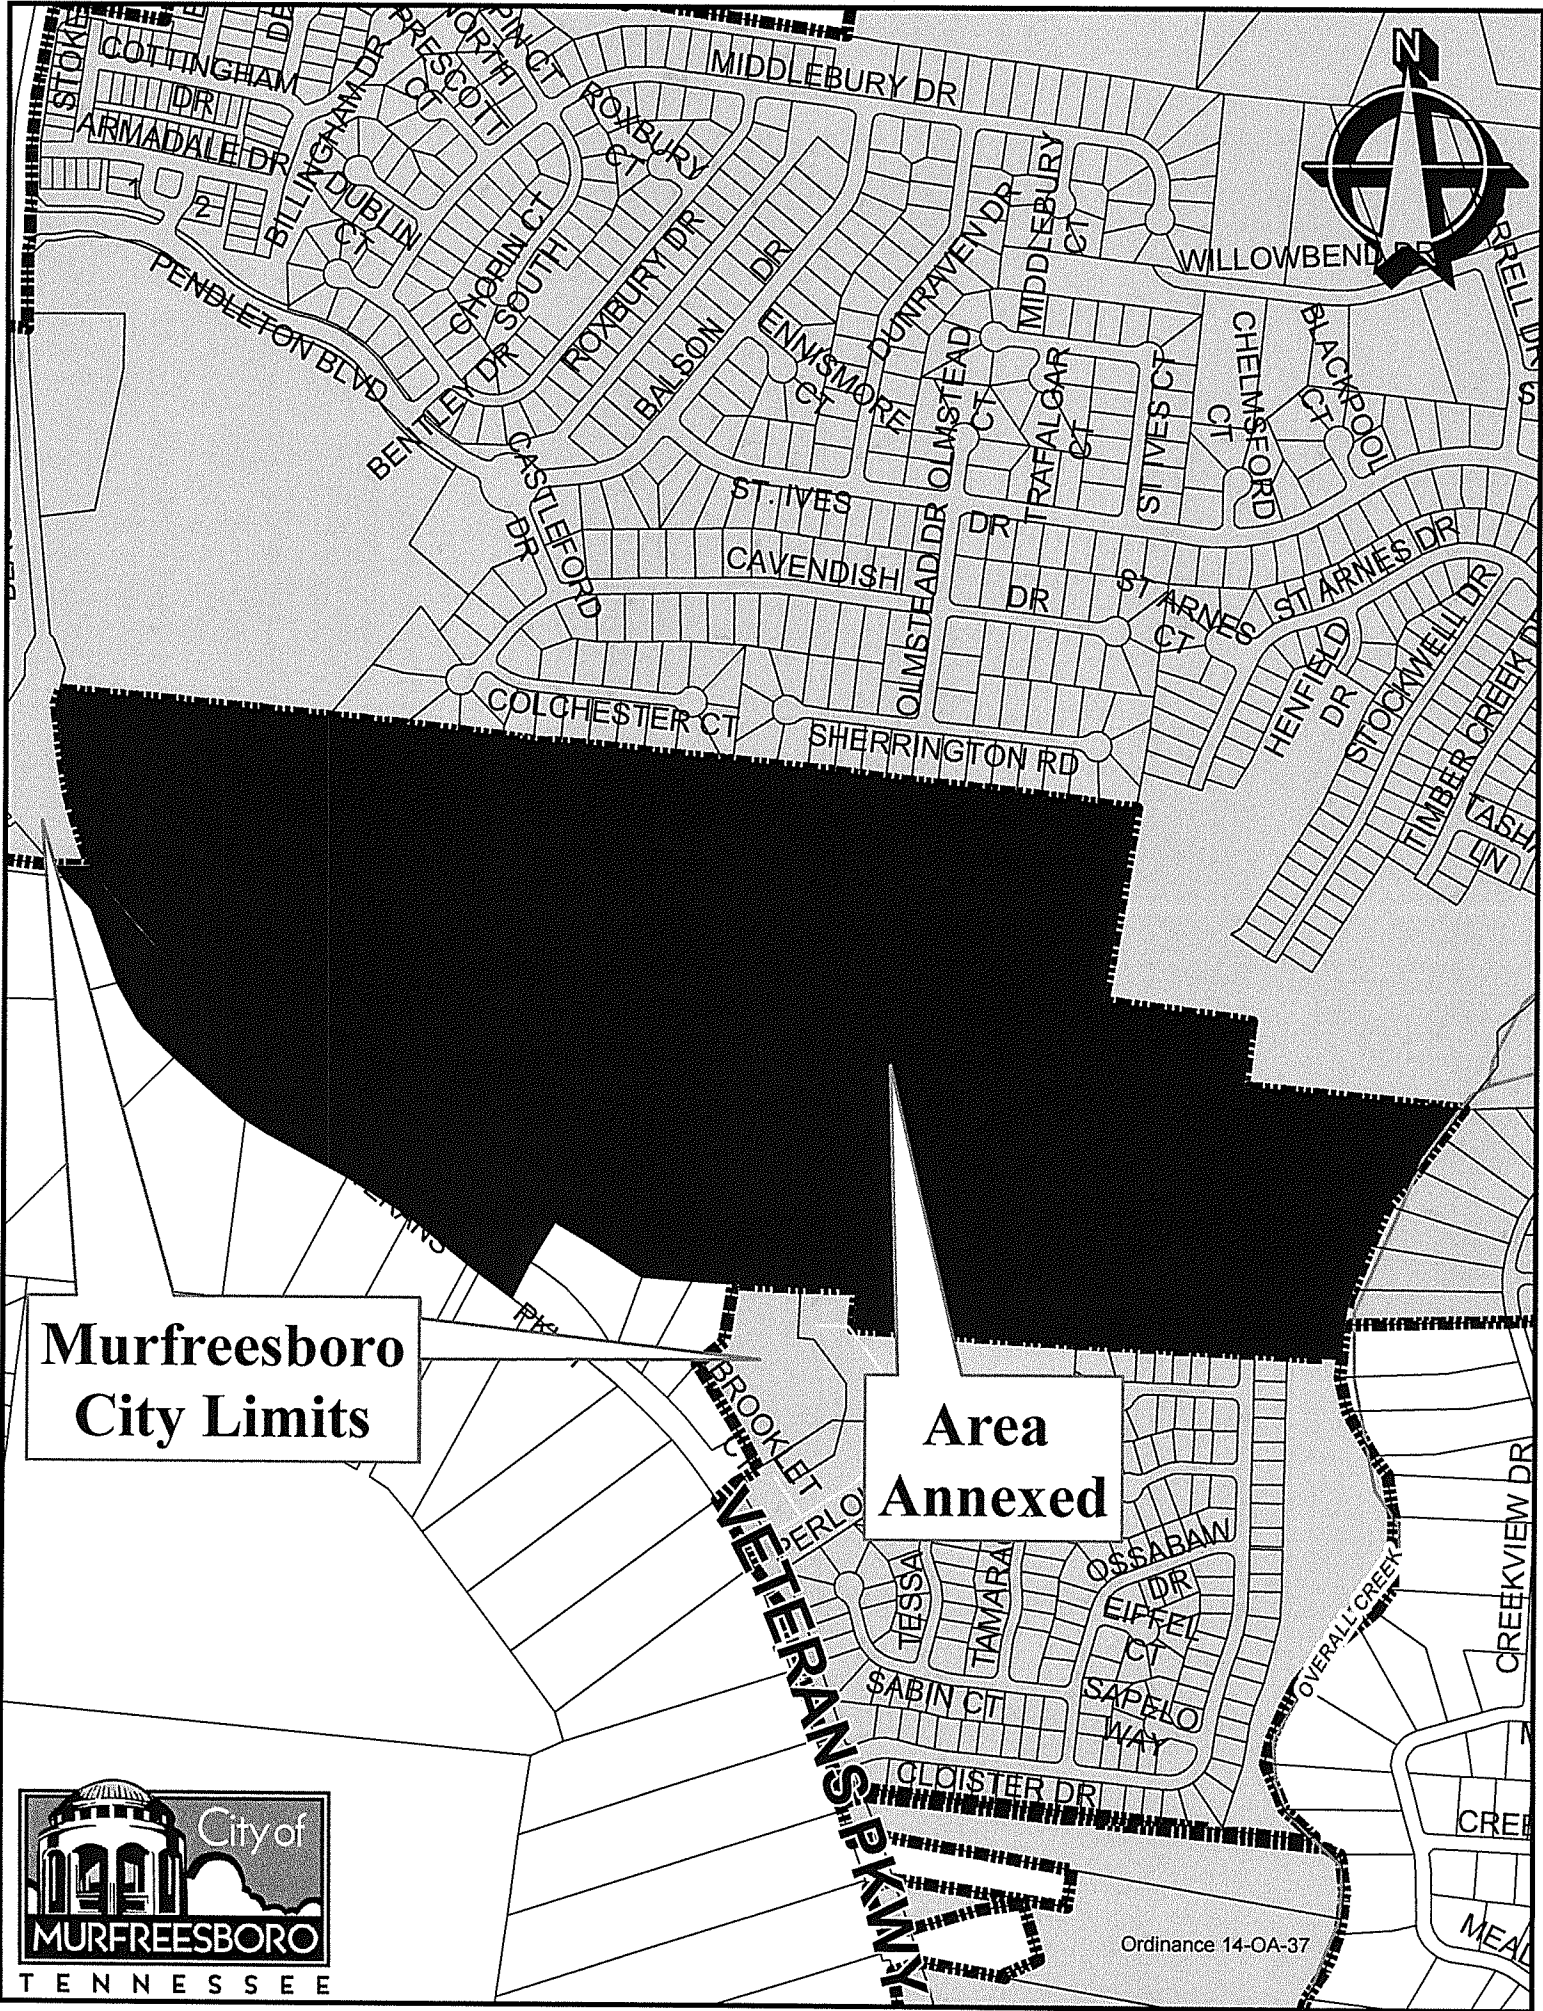 COTTINGHAM
DR
ARMADALE DR
BILLINGHAM DR
PRESCOTT
CT
NORTH
MIDDLEBURY DR
ROXBURY
CT
N
1
2
DUBLIN
CT
CHOPIN CT
SOUTH
ROXBURY DR
BALSON DR
DUNRAVEN DR
MIDDLEBURY
CT
WILLOWBEND DR
PENDLETON BLVD
BENTLEY DR
ENNISMORE
CT
OLMSTEAD
CT
TRAFALGAR
CT
ST IVES CT
CHELMSFORD
CT
BLACKPOOL
CT
CASTLEFORD
DR
ST. IVES
DR
CAVENDISH
DR
OLMSTEAD DR
OLMSTEAD DR
ST ARNES
CT
ST ARNES DR
HENFIELD
DR
STOCKWELL DR
TIMBER CREEK
LN
COLCHESTER CT
SHERRINGTON RD
Murfreesboro
City Limits
Area
Annexed
BROOKLET
TESSA
OSSABAW
DR
EIFFEL
CT
SABIN CT
SAPELO
WAY
CLOISTER DR
VETERANS PKWY
OVERALL CREEK
CREEKVIEW DR
City of
MURFREESBORO
TENNESSEE
Ordinance 14-OA-37